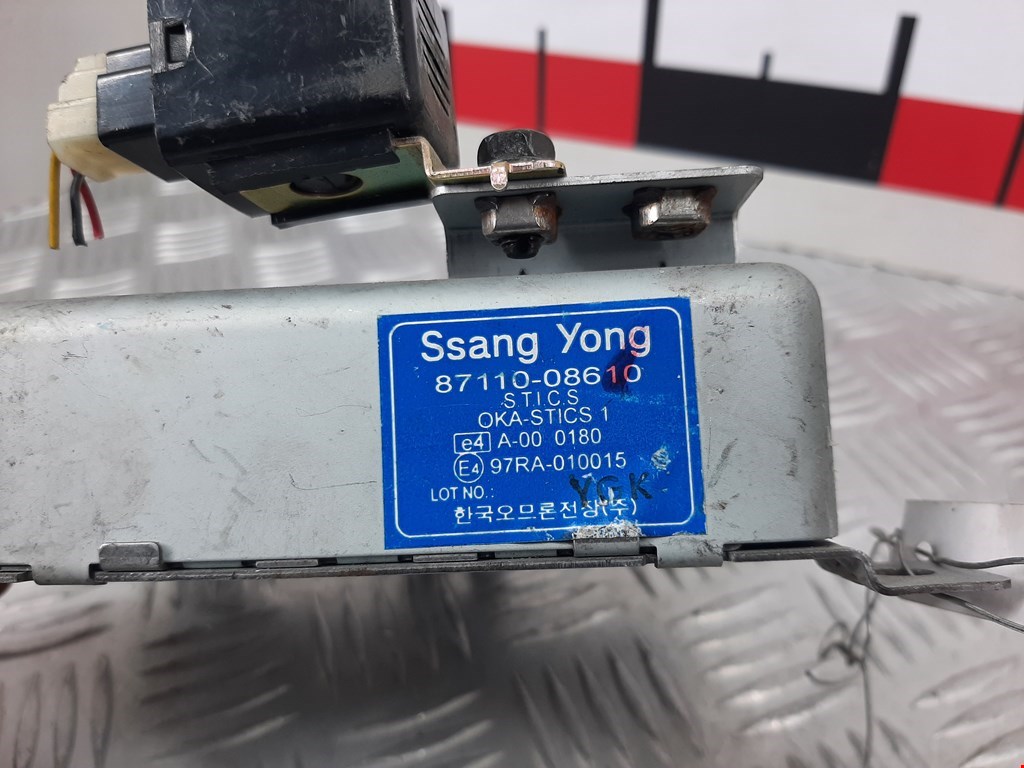 Ssang Yong
87110-08610
S.T.I.C.S
OKA-STICS 1
e4 A-00 0180
E4 97RA-010015
LOT NO.: YGK
한국오므론전장(주)